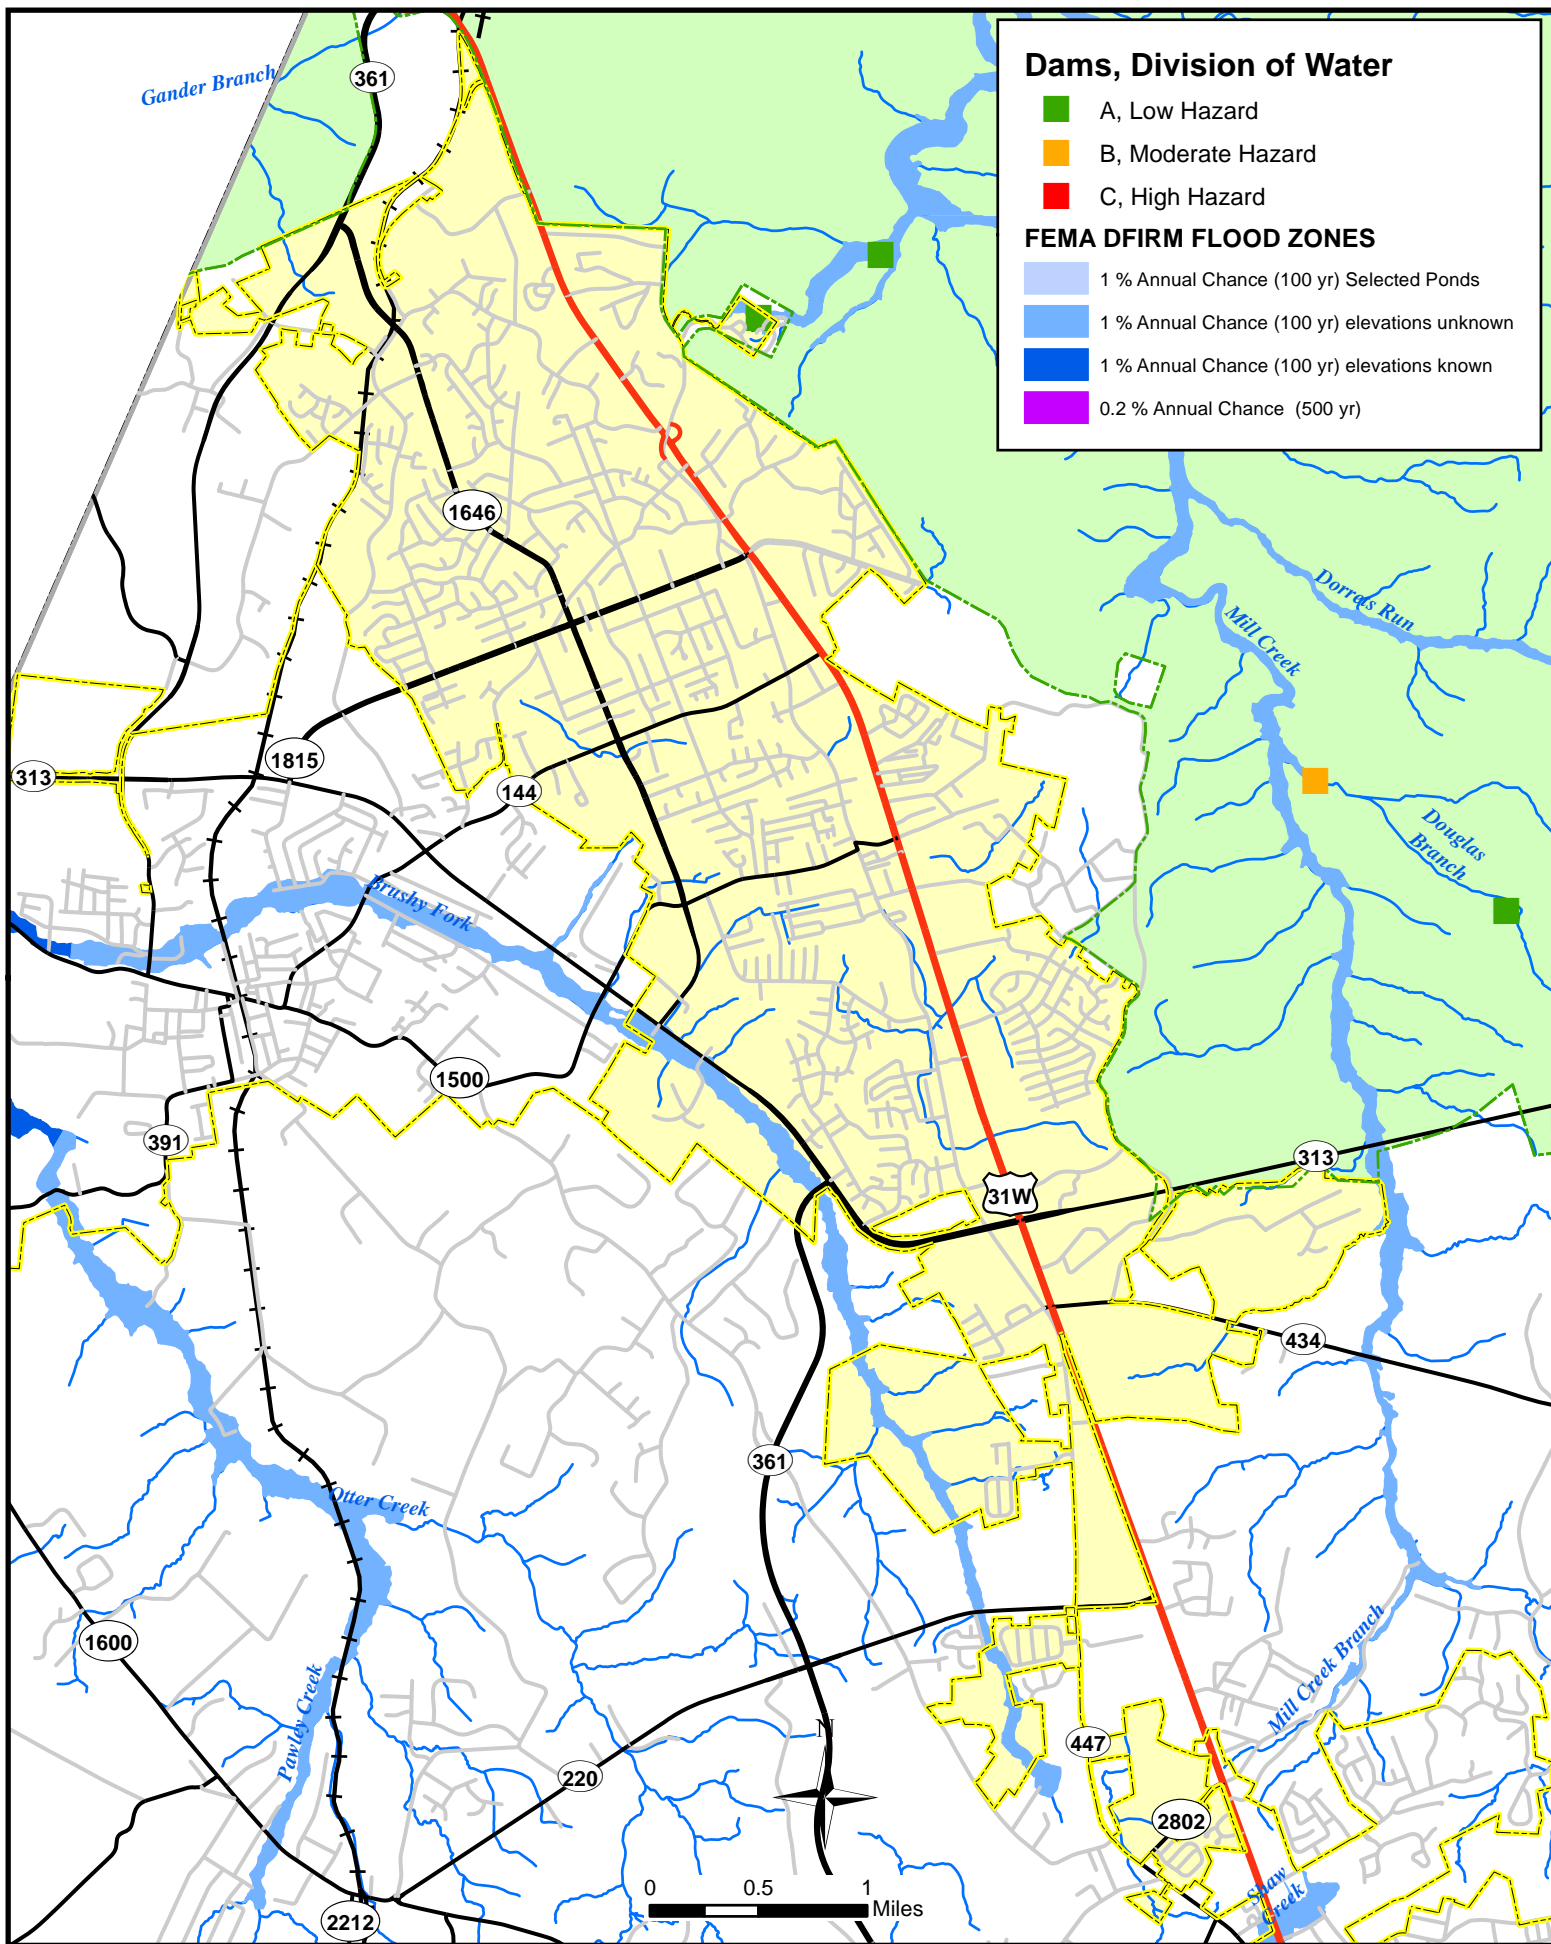 Dams, Division of Water
A, Low Hazard
B, Moderate Hazard
C, High Hazard
FEMA DFIRM FLOOD ZONES
1 % Annual Chance (100 yr) Selected Ponds
1 % Annual Chance (100 yr) elevations unknown
1 % Annual Chance (100 yr) elevations known
0.2 % Annual Chance (500 yr)
Gander Branch
361
1646
Dorrets Run
Mill Creek
1815
313
144
Douglas
Branch
Brushy Fork
1500
391
313
31W
434
361
Otter Creek
1600
Mill Creek Branch
Pawley Creek
N
447
220
2802
0 0.5 1
Miles
Shaw
Creek
2212